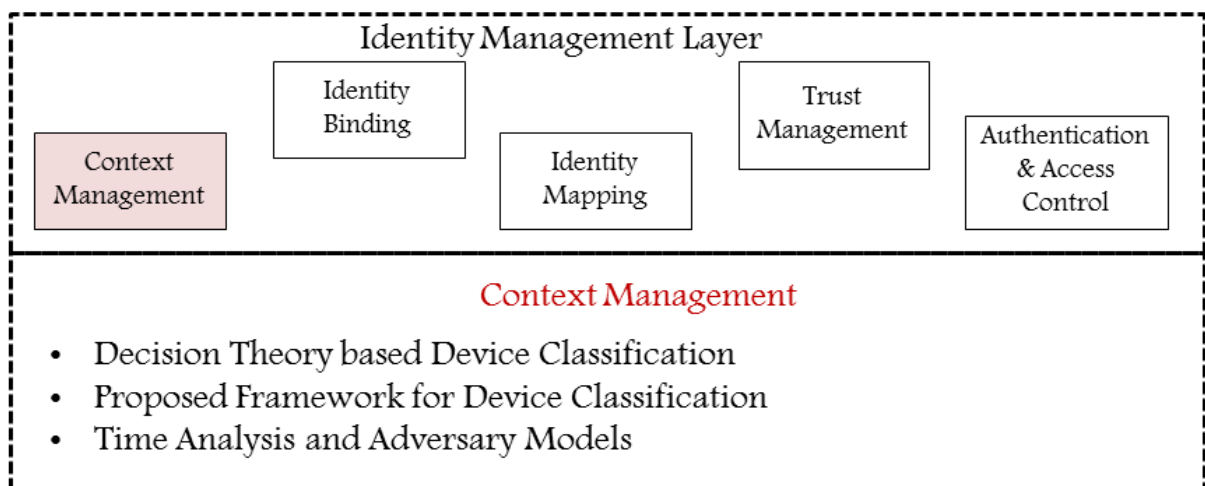 Identity Management Layer
Identity
Binding
Trust
Management
Context
Management
Identity
Mapping
Authentication
& Access
Control
Context Management
• Decision Theory based Device Classification
• Proposed Framework for Device Classification
• Time Analysis and Adversary Models